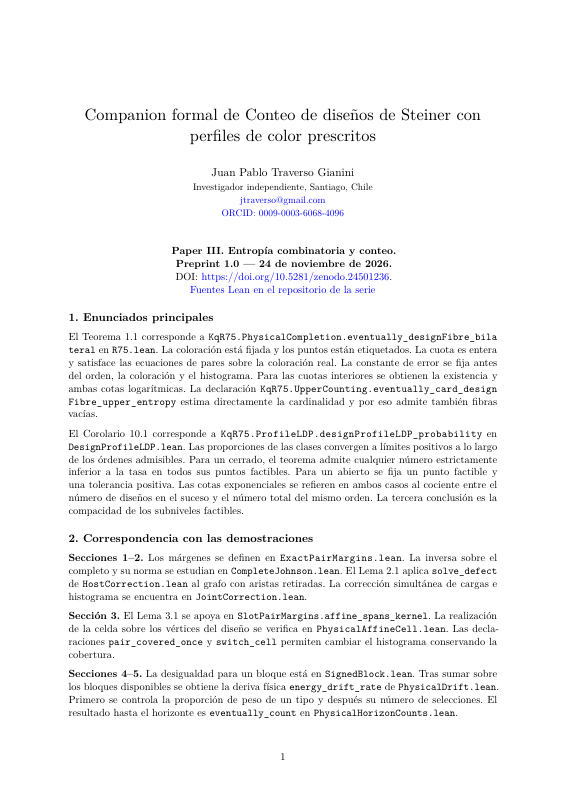 Companion formal de Conteo de diseños de Steiner con
perfiles de color prescritos
Juan Pablo Traverso Gianini
Investigador independiente, Santiago, Chile
jtraverso@gmail.com
ORCID: 0009-0003-6068-4096
Paper III. Entropía combinatoria y conteo.
Preprint 1.0 — 24 de noviembre de 2026.
DOI: https://doi.org/10.5281/zenodo.24501236.
Fuentes Lean en el repositorio de la serie
1. Enunciados principales
El Teorema 1.1 corresponde a KqR75.PhysicalCompletion.eventually_designFibre_bila
teral en R75.lean. La coloración está fijada y los puntos están etiquetados. La cuota es entera
y satisface las ecuaciones de pares sobre la coloración real. La constante de error se fija antes
del orden, la coloración y el histograma. Para las cuotas interiores se obtienen la existencia y
ambas cotas logarítmicas. La declaración KqR75.UpperCounting.eventually_card_design
Fibre_upper_entropy estima directamente la cardinalidad y por eso admite también fibras
vacías.
El Corolario 10.1 corresponde a KqR75.ProfileLDP.designProfileLDP_probability en
DesignProfileLDP.lean. Las proporciones de las clases convergen a límites positivos a lo largo
de los órdenes admisibles. Para un cerrado, el teorema admite cualquier número estrictamente
inferior a la tasa en todos sus puntos factibles. Para un abierto se fija un punto factible y
una tolerancia positiva. Las cotas exponenciales se refieren en ambos casos al cociente entre el
número de diseños en el suceso y el número total del mismo orden. La tercera conclusión es la
compacidad de los subniveles factibles.
2. Correspondencia con las demostraciones
Secciones 1–2. Los márgenes se definen en ExactPairMargins.lean. La inversa sobre el
completo y su norma se estudian en CompleteJohnson.lean. El Lema 2.1 aplica solve_defect
de HostCorrection.lean al grafo con aristas retiradas. La corrección simultánea de cargas e
histograma se encuentra en JointCorrection.lean.
Sección 3. El Lema 3.1 se apoya en SlotPairMargins.affine_spans_kernel. La realización
de la celda sobre los vértices del diseño se verifica en PhysicalAffineCell.lean. Las decla-
raciones pair_covered_once y switch_cell permiten cambiar el histograma conservando la
cobertura.
Secciones 4–5. La desigualdad para un bloque está en SignedBlock.lean. Tras sumar sobre
los bloques disponibles se obtiene la deriva física energy_drift_rate de PhysicalDrift.lean.
Primero se controla la proporción de peso de un tipo y después su número de selecciones. El
resultado hasta el horizonte es eventually_count en PhysicalHorizonCounts.lean.
1